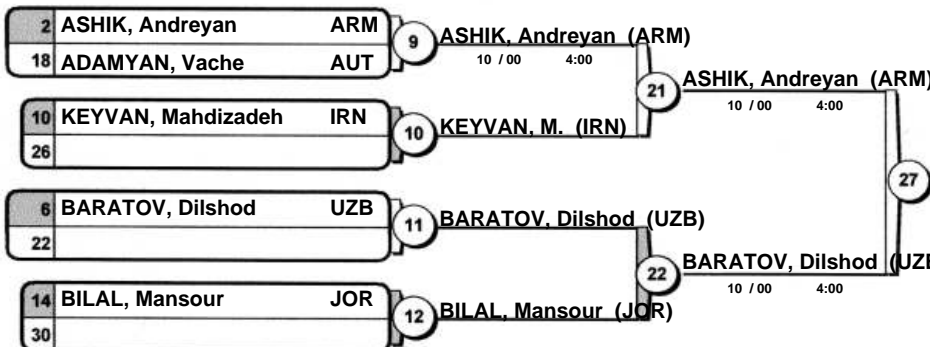 2 ASHIK, Andreyan ARM
18 ADAMYAN, Vache AUT
9
ASHIK, Andreyan (ARM)
10 / 00 4:00
10 KEYVAN, Mahdizadeh IRN
26
10
KEYVAN, M. (IRN)
21
ASHIK, Andreyan (ARM)
10 / 00 4:00
6 BARATOV, Dilshod UZB
22
11
BARATOV, Dilshod (UZB)
14 BILAL, Mansour JOR
30
12
BILAL, Mansour (JOR)
22
BARATOV, Dilshod (UZB
10 / 00 4:00
27